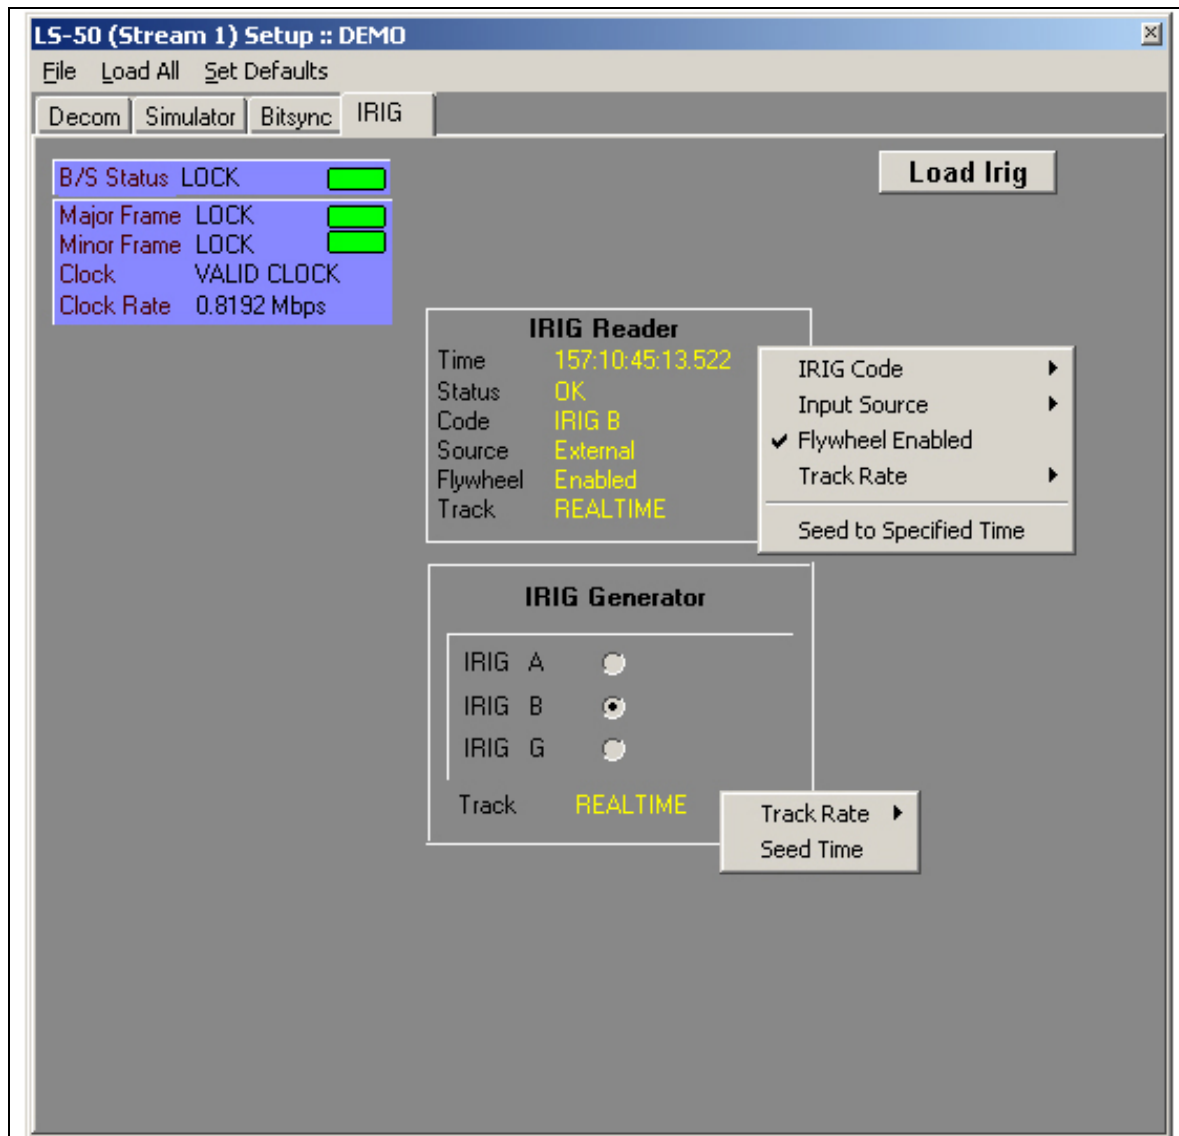 LS-50 (Stream 1) Setup :: DEMO
File Load All Set Defaults
Decom Simulator Bitsync IRIG
B/S Status LOCK
Load Irig
Major Frame LOCK
Minor Frame LOCK
Clock VALID CLOCK
Clock Rate 0.8192 Mbps
IRIG Reader
Time 157:10:45:13.522
Status OK
Code IRIG B
Source External
Flywheel Enabled
Track REALTIME
IRIG Code
Input Source
Flywheel Enabled
Track Rate
Seed to Specified Time
IRIG Generator
IRIG A
IRIG B
IRIG G
Track REALTIME
Track Rate
Seed Time